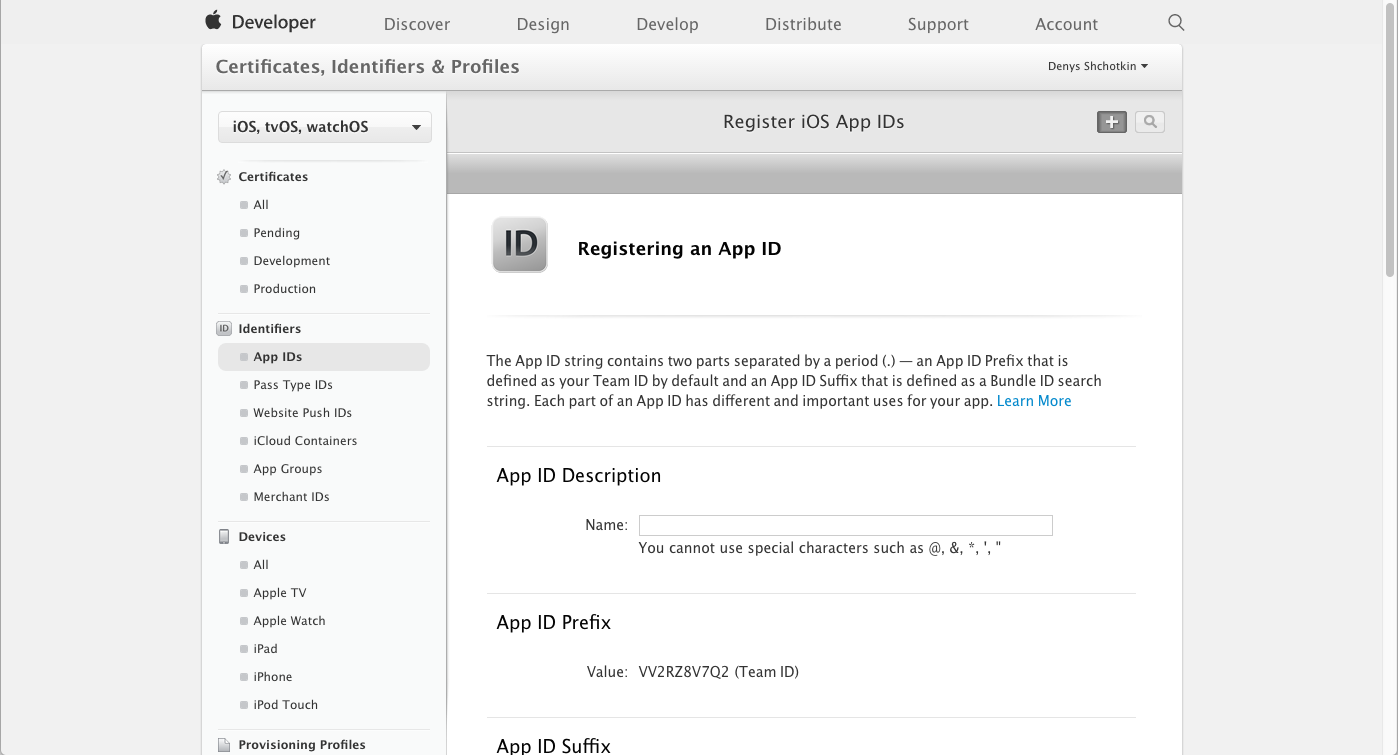 Developer Discover Design Develop Distribute Support Account
Certificates, Identifiers & Profiles
Denys Shchotkin
iOS, tvOS, watchOS
Certificates
All
Pending
Development
Production
ID Identifiers
App IDs
Pass Type IDs
Website Push IDs
iCloud Containers
App Groups
Merchant IDs
Devices
All
Apple TV
Apple Watch
iPad
iPhone
iPod Touch
Provisioning Profiles
Register iOS App IDs
ID
Registering an App ID
The App ID string contains two parts separated by a period (.) — an App ID Prefix that is
defined as your Team ID by default and an App ID Suffix that is defined as a Bundle ID search
string. Each part of an App ID has different and important uses for your app. Learn More
App ID Description
Name:
You cannot use special characters such as @, &, *, ', "
App ID Prefix
Value: VV2RZ8V7Q2 (Team ID)
App ID Suffix